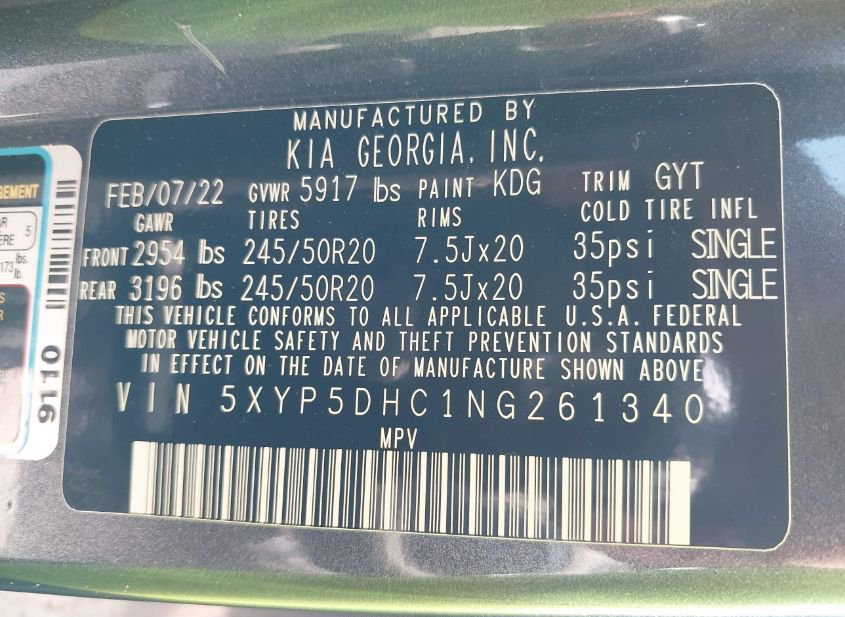 MANUFACTURED BY
KIA GEORGIA, INC.
FEB/07/22 GVWR 5917 lbs PAINT KDG TRIM GYT
GAWR TIRES RIMS COLD TIRE INFL
FRONT 2954 lbs 245/50R20 7.5Jx20 35psi SINGLE
REAR 3196 lbs 245/50R20 7.5Jx20 35psi SINGLE
THIS VEHICLE CONFORMS TO ALL APPLICABLE U.S.A. FEDERAL
MOTOR VEHICLE SAFETY AND THEFT PREVENTION STANDARDS
IN EFFECT ON THE DATE OF MANUFACTURE SHOWN ABOVE
VIN 5XYP5DHC1NG261340
MPV
5
lbs.
lb.
9110